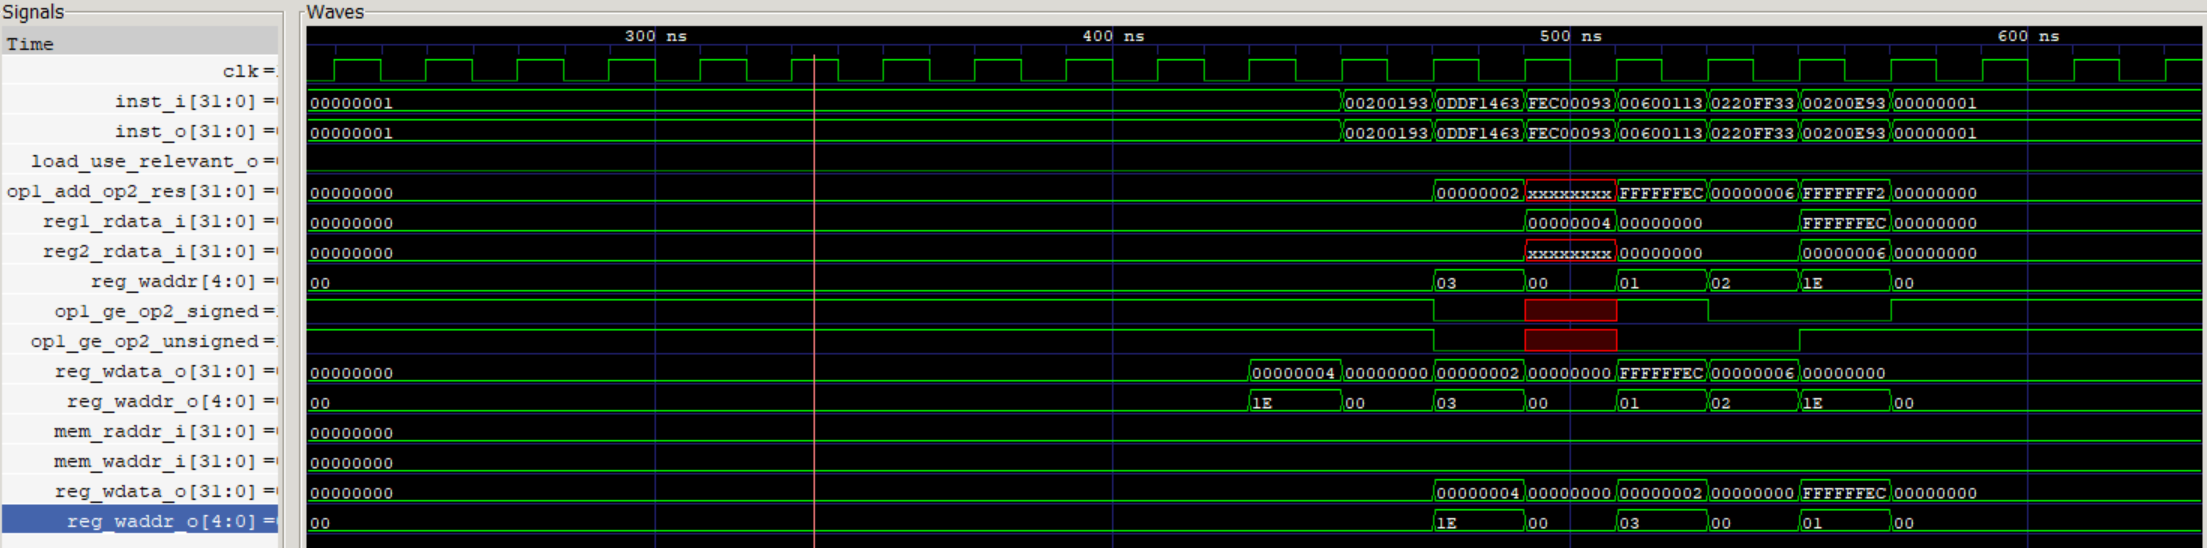 Signals Waves
Time 300 ns 400 ns 500 ns 600 ns
clk=
inst_i[31:0] = 00000001 00200193 0DDF1463 FEC00093 00600113 0220FF33 00200E93 00000001
inst_o[31:0] = 00000001 00200193 0DDF1463 FEC00093 00600113 0220FF33 00200E93 00000001
load_use_relevant_o=
op1_add_op2_res[31:0]= 00000000 00000002 xxxxxxxx FFFFFFEC 00000006 FFFFFFF2 00000000
reg1_rdata_i[31:0] = 00000000 00000004 00000000 FFFFFFEC 00000000
reg2_rdata_i[31:0] = 00000000 xxxxxxxx 00000000 00000006 00000000
reg_waddr[4:0] = 00 03 00 01 02 1E 00
op1_ge_op2_signed=
op1_ge_op2_unsigned=
reg_wdata_o[31:0] = 00000000 00000004 00000000 00000002 00000000 FFFFFFEC 00000006 00000000
reg_waddr_o[4:0] = 00 1E 00 03 00 01 02 1E 00
mem_raddr_i[31:0] = 00000000
mem_waddr_i[31:0] = 00000000
reg_wdata_o[31:0] = 00000000 00000004 00000000 00000002 00000000 FFFFFFEC 00000000
reg_waddr_o[4:0] = 00 1E 00 03 00 01 00